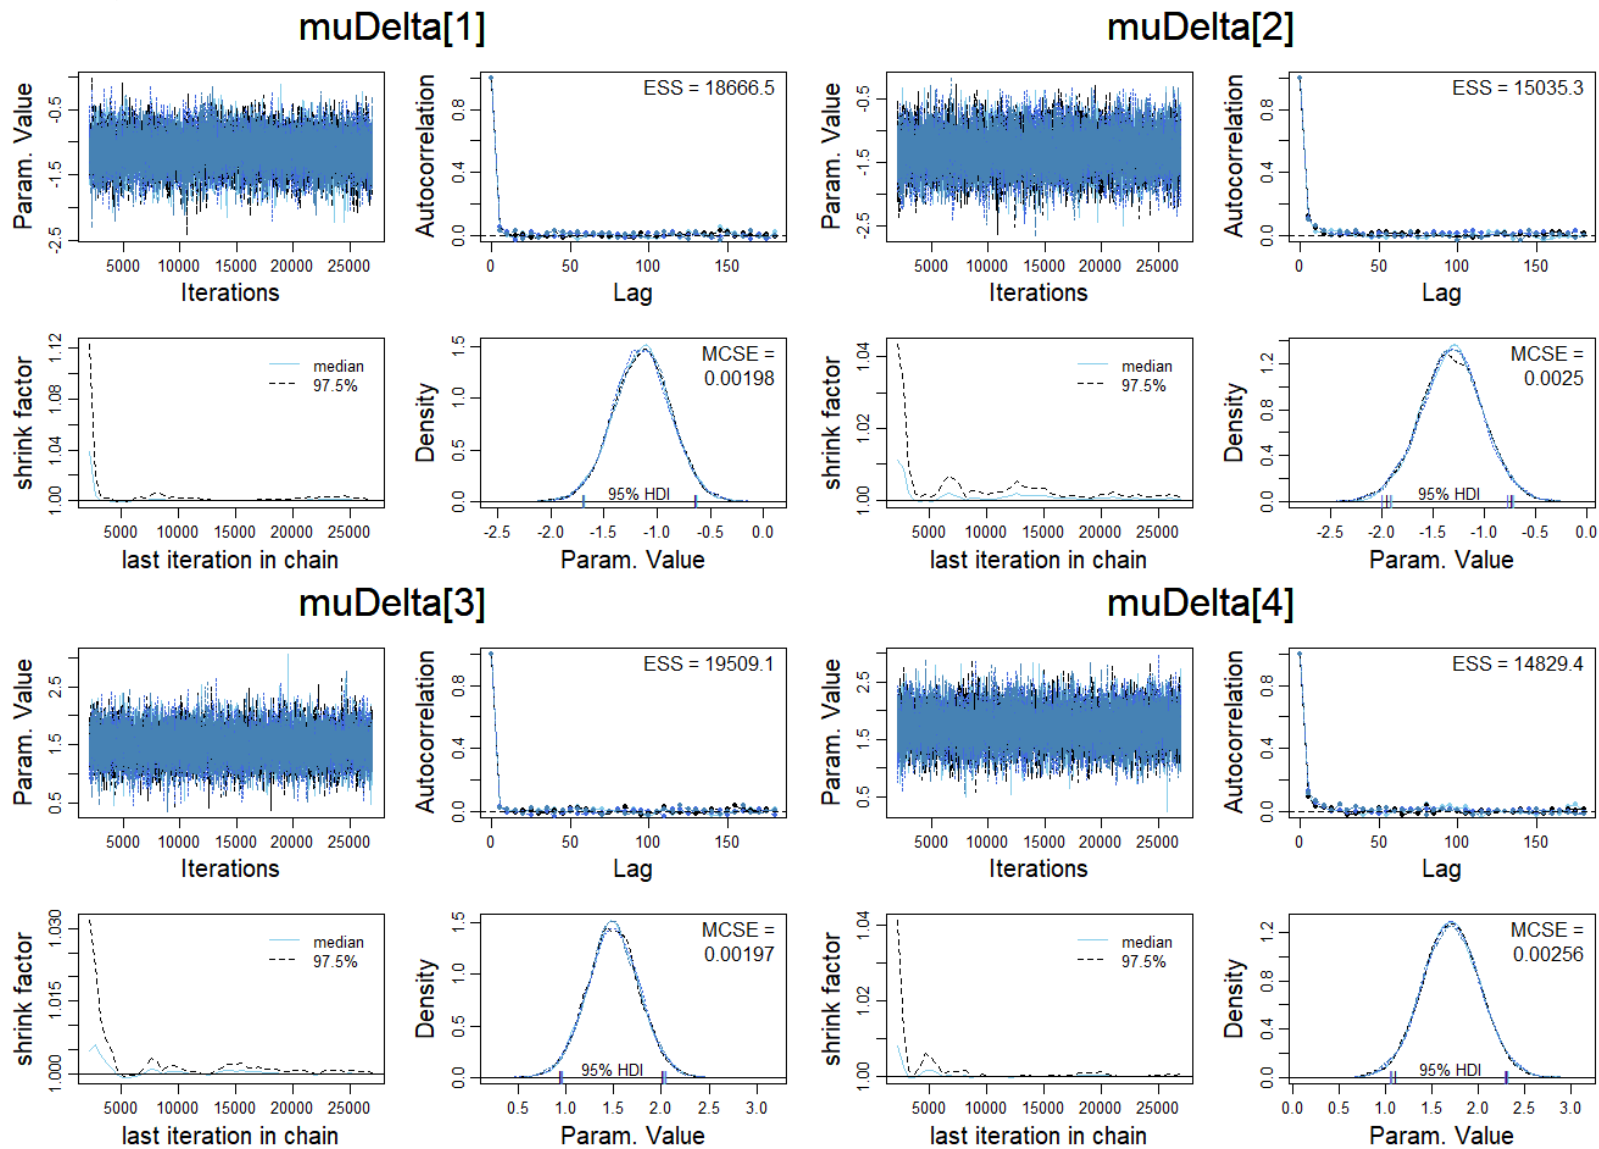 muDelta[1]
Param. Value
-2.5
-1.5
-0.5
5000 10000 15000 20000 25000
Iterations
Autocorrelation
0.0
0.4
0.8
ESS = 18666.5
0 50 100 150
Lag
shrink factor
1.00
1.04
1.08
1.12
median
97.5%
5000 10000 15000 20000 25000
last iteration in chain
Density
0.0
0.5
1.0
1.5
MCSE =
0.00198
95% HDI
-2.5 -2.0 -1.5 -1.0 -0.5 0.0
Param. Value
muDelta[2]
Param. Value
-2.5
-1.5
-0.5
5000 10000 15000 20000 25000
Iterations
Autocorrelation
0.0
0.4
0.8
ESS = 15035.3
0 50 100 150
Lag
shrink factor
1.00
1.02
1.04
median
97.5%
5000 10000 15000 20000 25000
last iteration in chain
Density
0.0
0.4
0.8
1.2
MCSE =
0.0025
95% HDI
-2.5 -2.0 -1.5 -1.0 -0.5 0.0
Param. Value
muDelta[3]
Param. Value
0.5
1.5
2.5
5000 10000 15000 20000 25000
Iterations
Autocorrelation
0.0
0.4
0.8
ESS = 19509.1
0 50 100 150
Lag
shrink factor
1.000
1.015
1.030
median
97.5%
5000 10000 15000 20000 25000
last iteration in chain
Density
0.0
0.5
1.0
1.5
MCSE =
0.00197
95% HDI
0.5 1.0 1.5 2.0 2.5 3.0
Param. Value
muDelta[4]
Param. Value
0.5
1.5
2.5
5000 10000 15000 20000 25000
Iterations
Autocorrelation
0.0
0.4
0.8
ESS = 14829.4
0 50 100 150
Lag
shrink factor
1.00
1.02
1.04
median
97.5%
5000 10000 15000 20000 25000
last iteration in chain
Density
0.0
0.4
0.8
1.2
MCSE =
0.00256
95% HDI
0.0 0.5 1.0 1.5 2.0 2.5 3.0
Param. Value